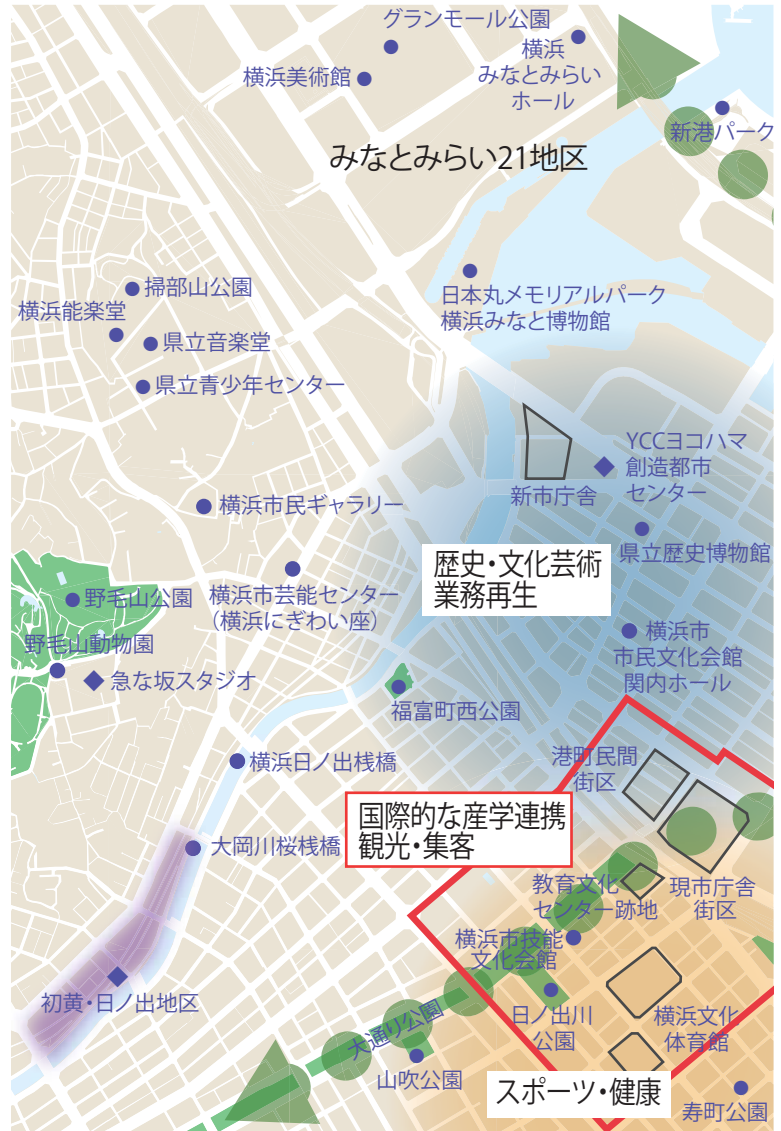 グランモール公園
横浜
みなとみらい
ホール
横浜美術館
新港パーク
みなとみらい21地区
日本丸メモリアルパーク
横浜みなと博物館
掃部山公園
横浜能楽堂
県立音楽堂
県立青少年センター
YCCヨコハマ
創造都市
センター
新市庁舎
横浜市民ギャラリー
県立歴史博物館
歴史・文化芸術
業務再生
横浜市芸能センター
（横浜にぎわい座）
野毛山公園
野毛山動物園
急な坂スタジオ
横浜市
市民文化会館
関内ホール
福富町西公園
港町民間
街区
横浜日ノ出桟橋
国際的な産学連携
観光・集客
大岡川桜桟橋
教育文化
センター跡地
現市庁舎
街区
横浜市技能
文化会館
初黄・日ノ出地区
日ノ出川
公園
横浜文化
体育館
大通り公園
山吹公園
スポーツ・健康
寿町公園